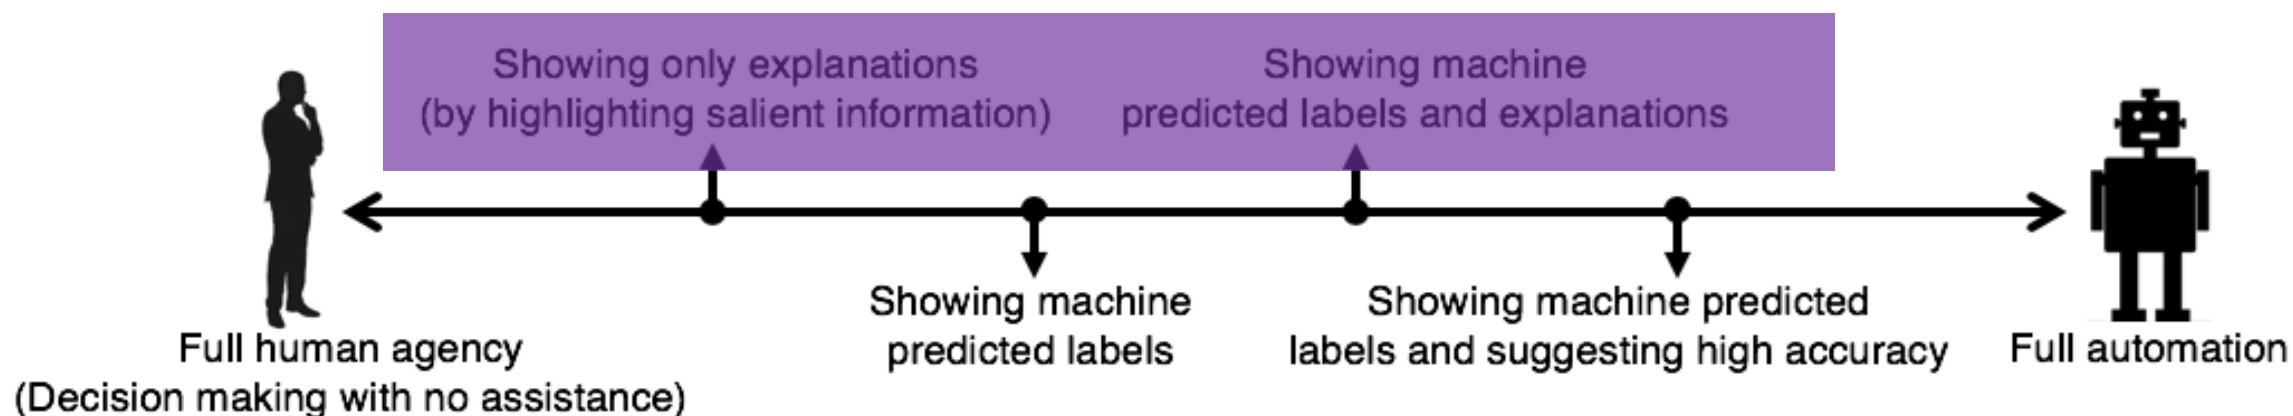 Showing only explanations
(by highlighting salient information)
Showing machine
predicted labels and explanations
Showing machine
predicted labels
Showing machine predicted
labels and suggesting high accuracy
Full human agency
(Decision making with no assistance)
Full automation